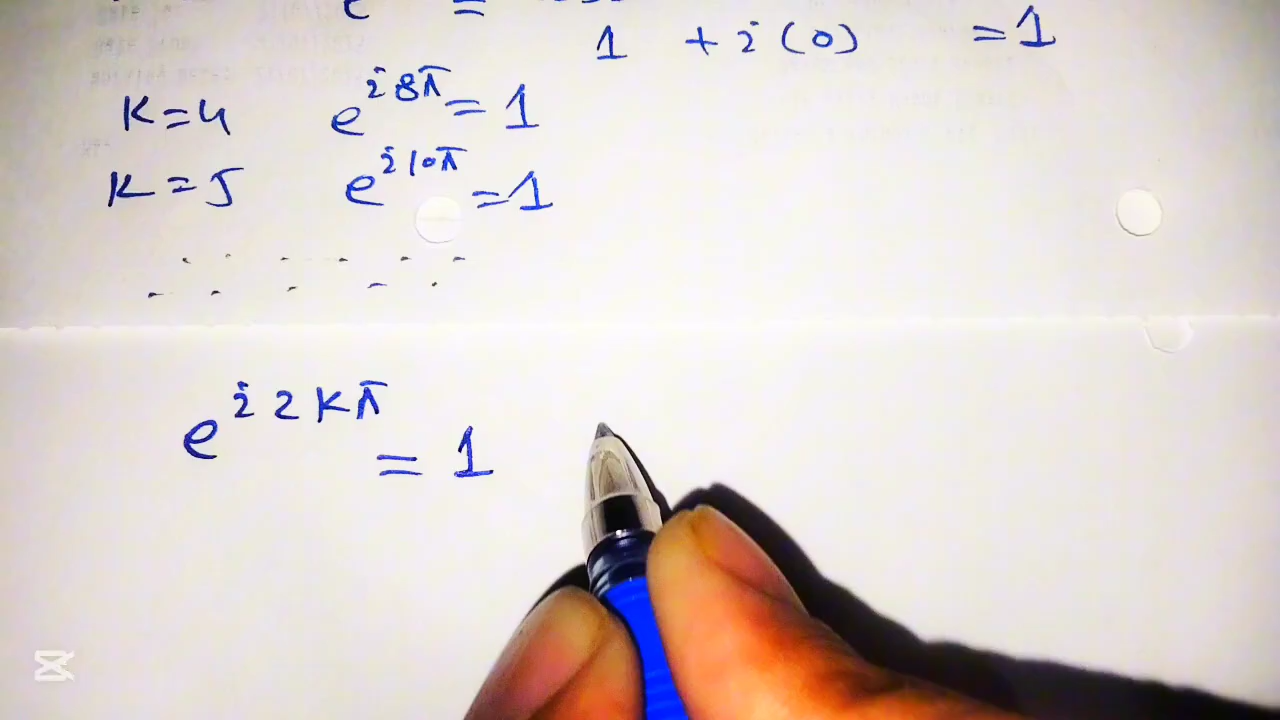 e =
1 + i(0) = 1
K=4 e^{i8π} = 1
K=5 e^{i10π} = 1
e^{i2Kπ} = 1